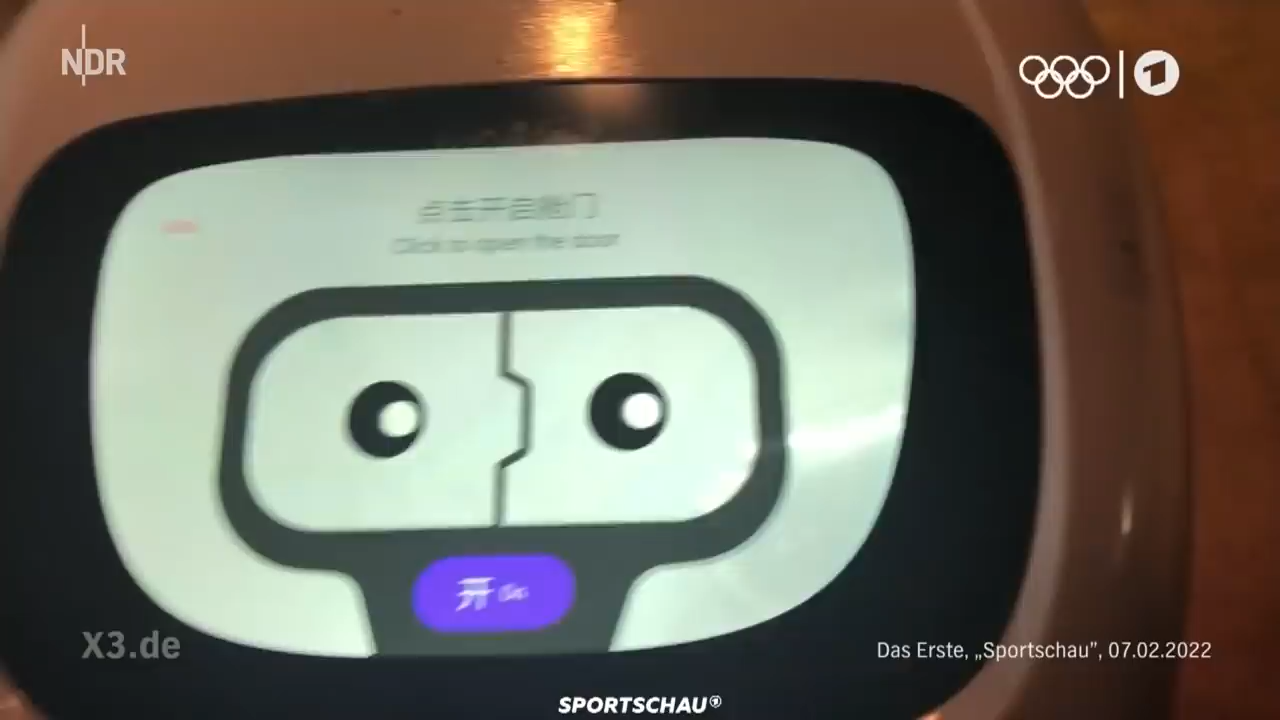 NDR
点击开启舱门
Click to open the door
开 Go
X3.de
Das Erste, „Sportschau”, 07.02.2022
SPORTSCHAU